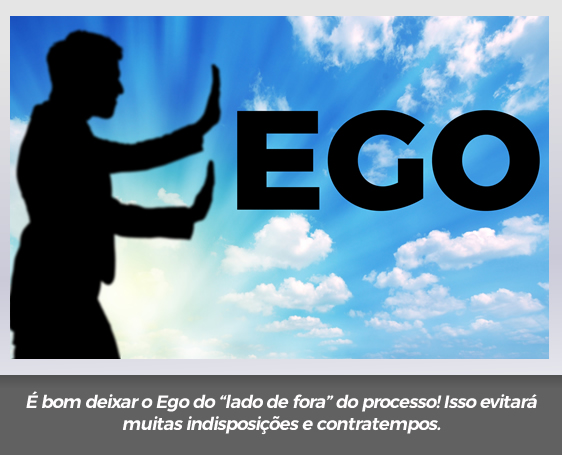 EGO
É bom deixar o Ego do “lado de fora” do processo! Isso evitará
muitas indisposições e contratempos.